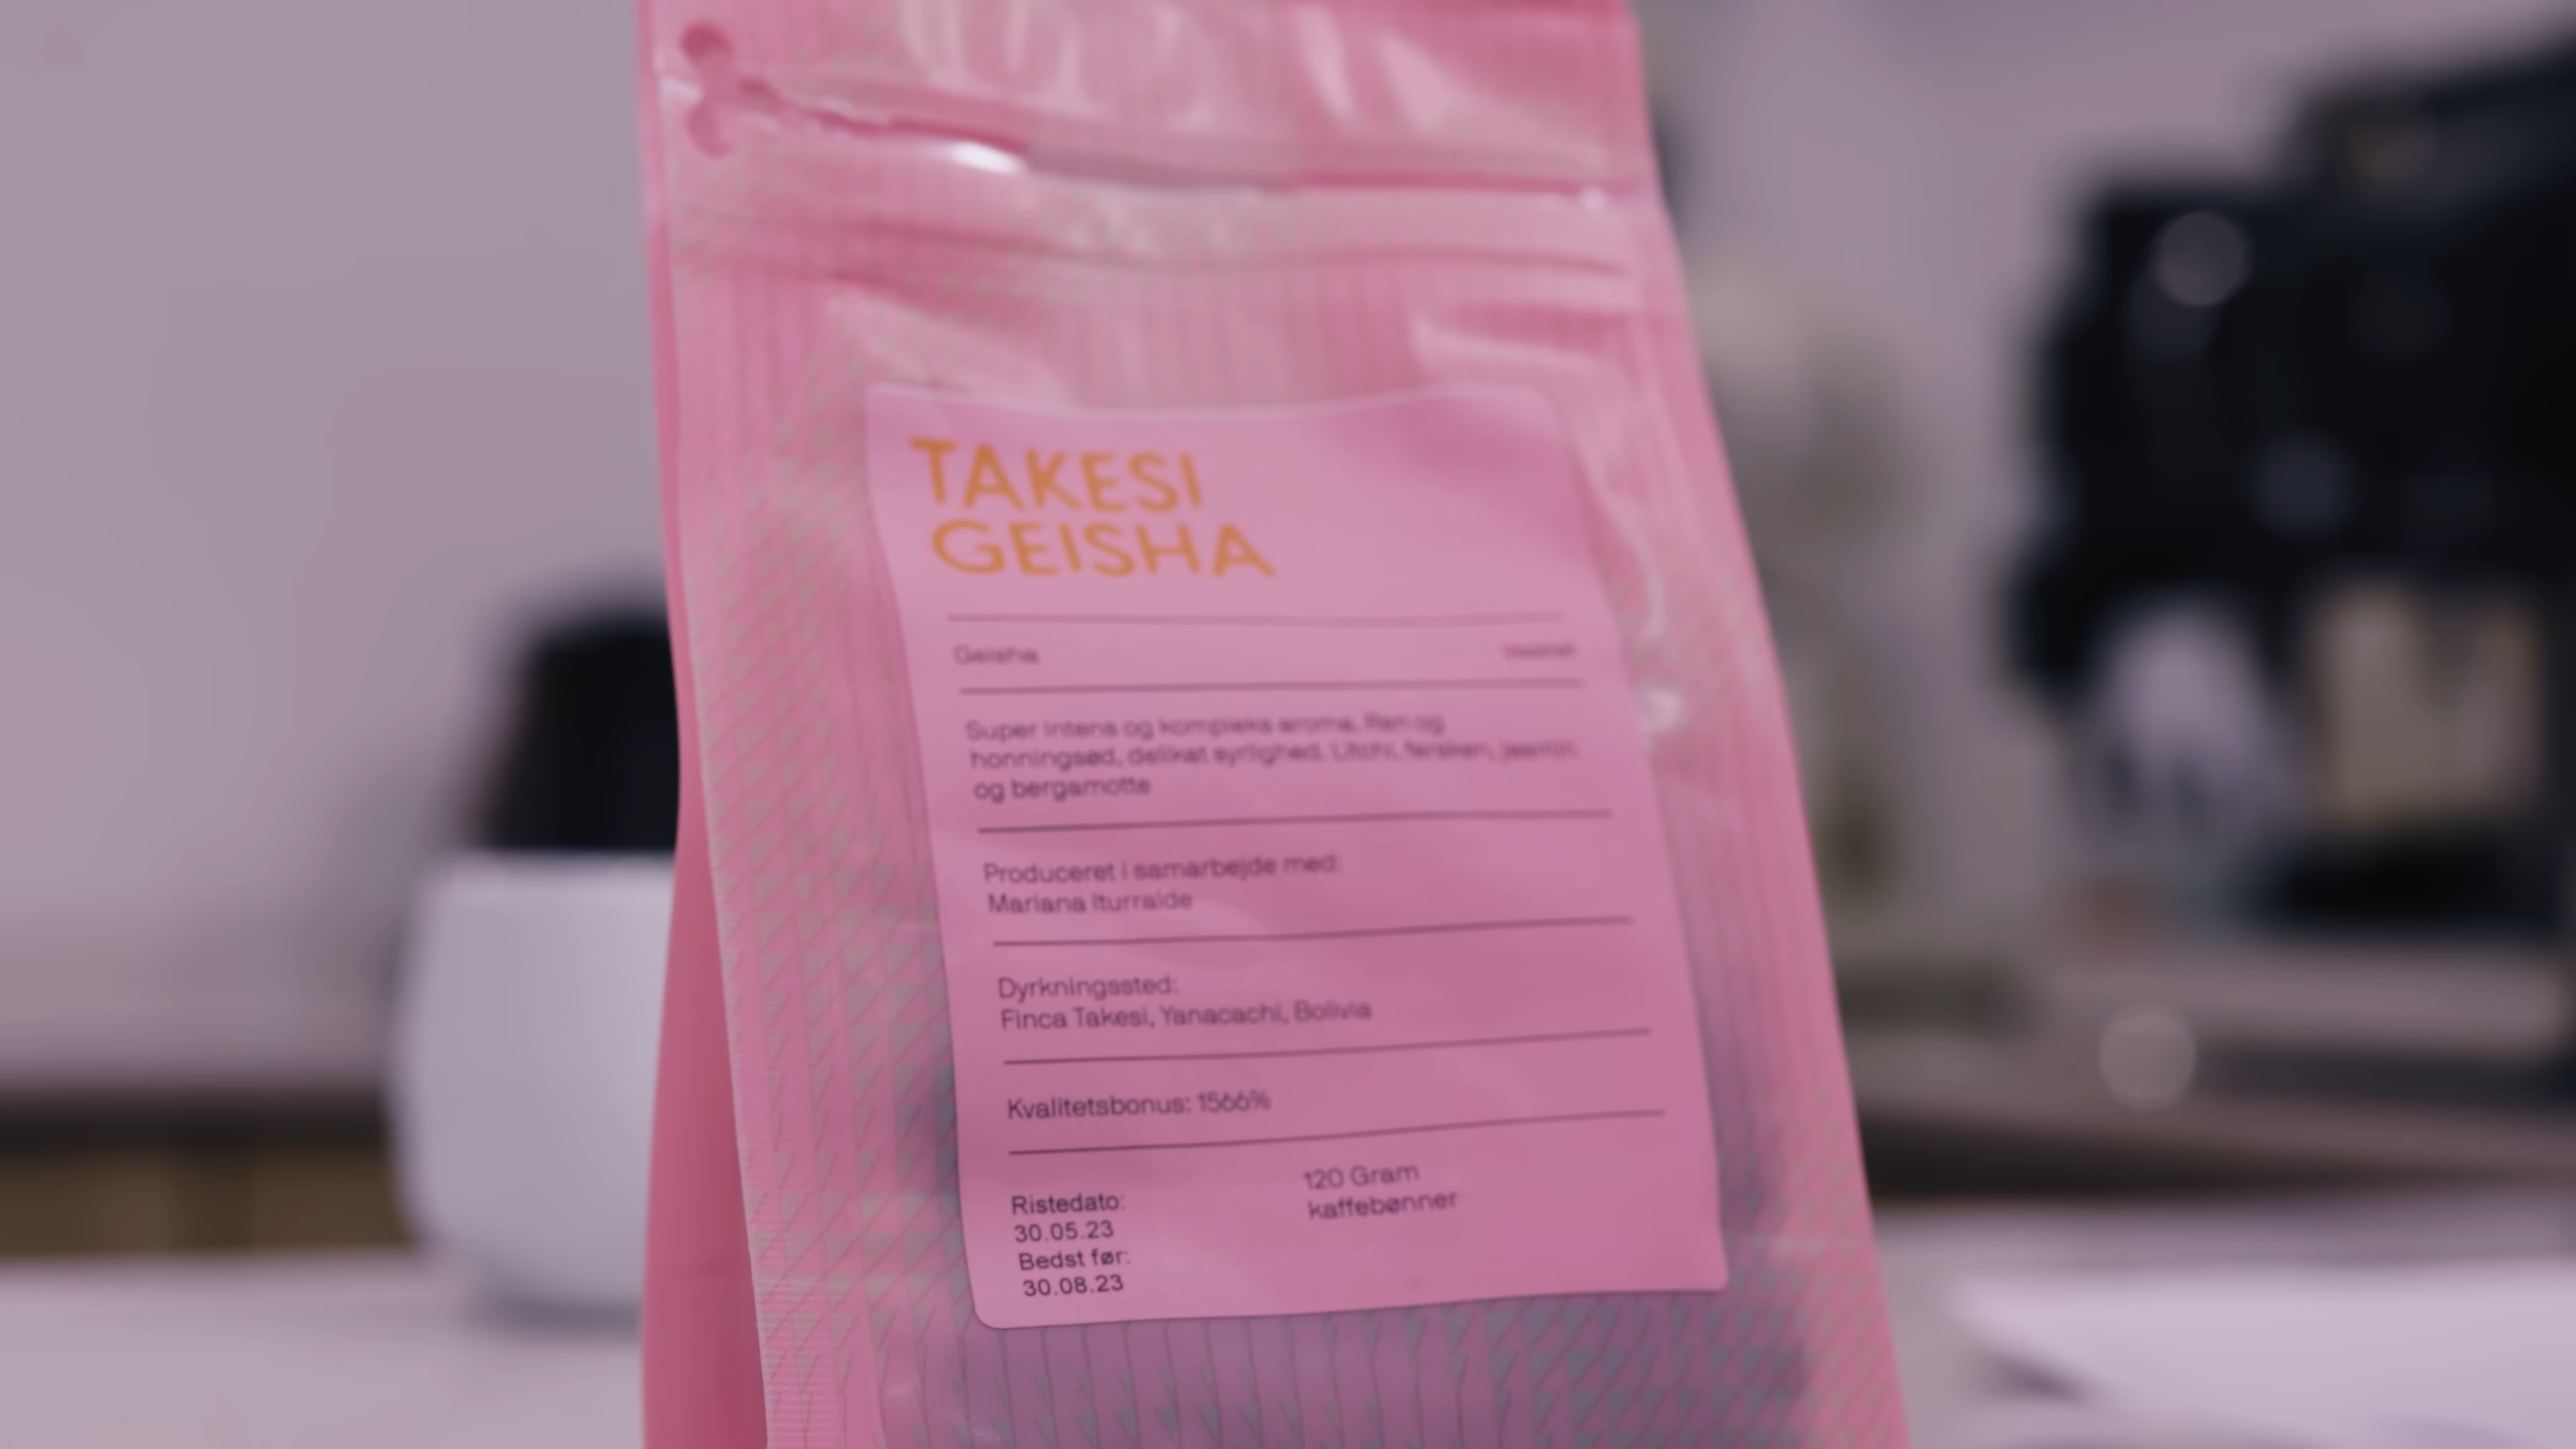 TAKESI
GEISHA
Geisha
Super intens og kompleks aroma. Ren og
honningsød, delikat syrlighed. Litchi, fersken, jasmin
og bergamotte
Produceret i samarbejde med:
Mariana Iturralde
Dyrkningssted:
Finca Takesi, Yanacachi, Bolivia
Kvalitetsbonus: 1566%
120 Gram
kaffebønner
Ristedato:
30.05.23
Bedst før:
30.08.23